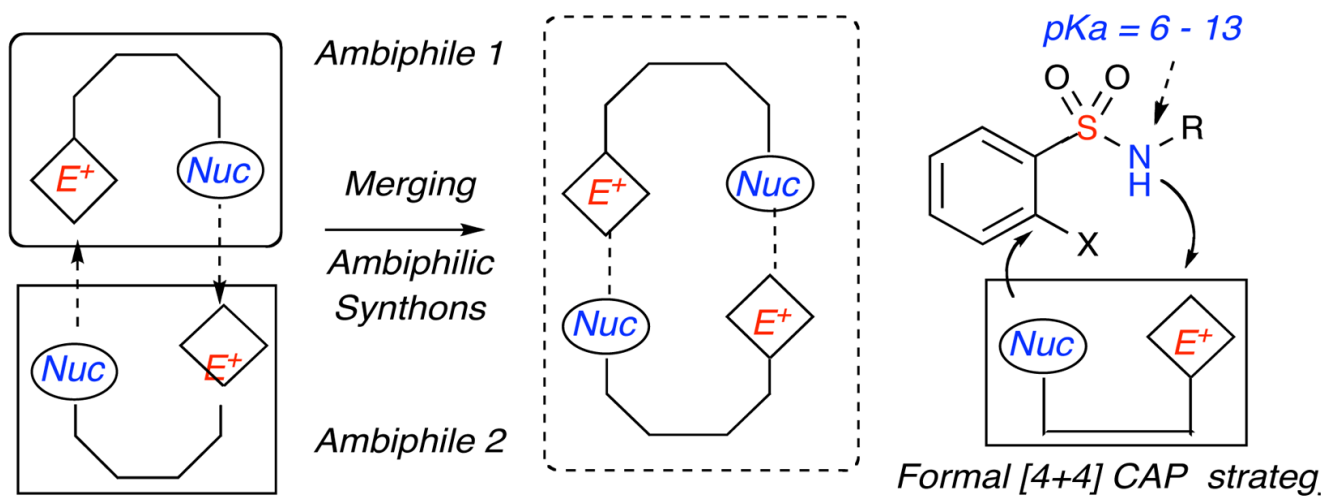 Ambiphile 1
E+
Nuc
Merging
Ambiphilic
Synthons
Nuc
E+
Ambiphile 2
E+
Nuc
Nuc
E+
pKa = 6 - 13
O O
S
R
N
H
X
Nuc
E+
Formal [4+4] CAP